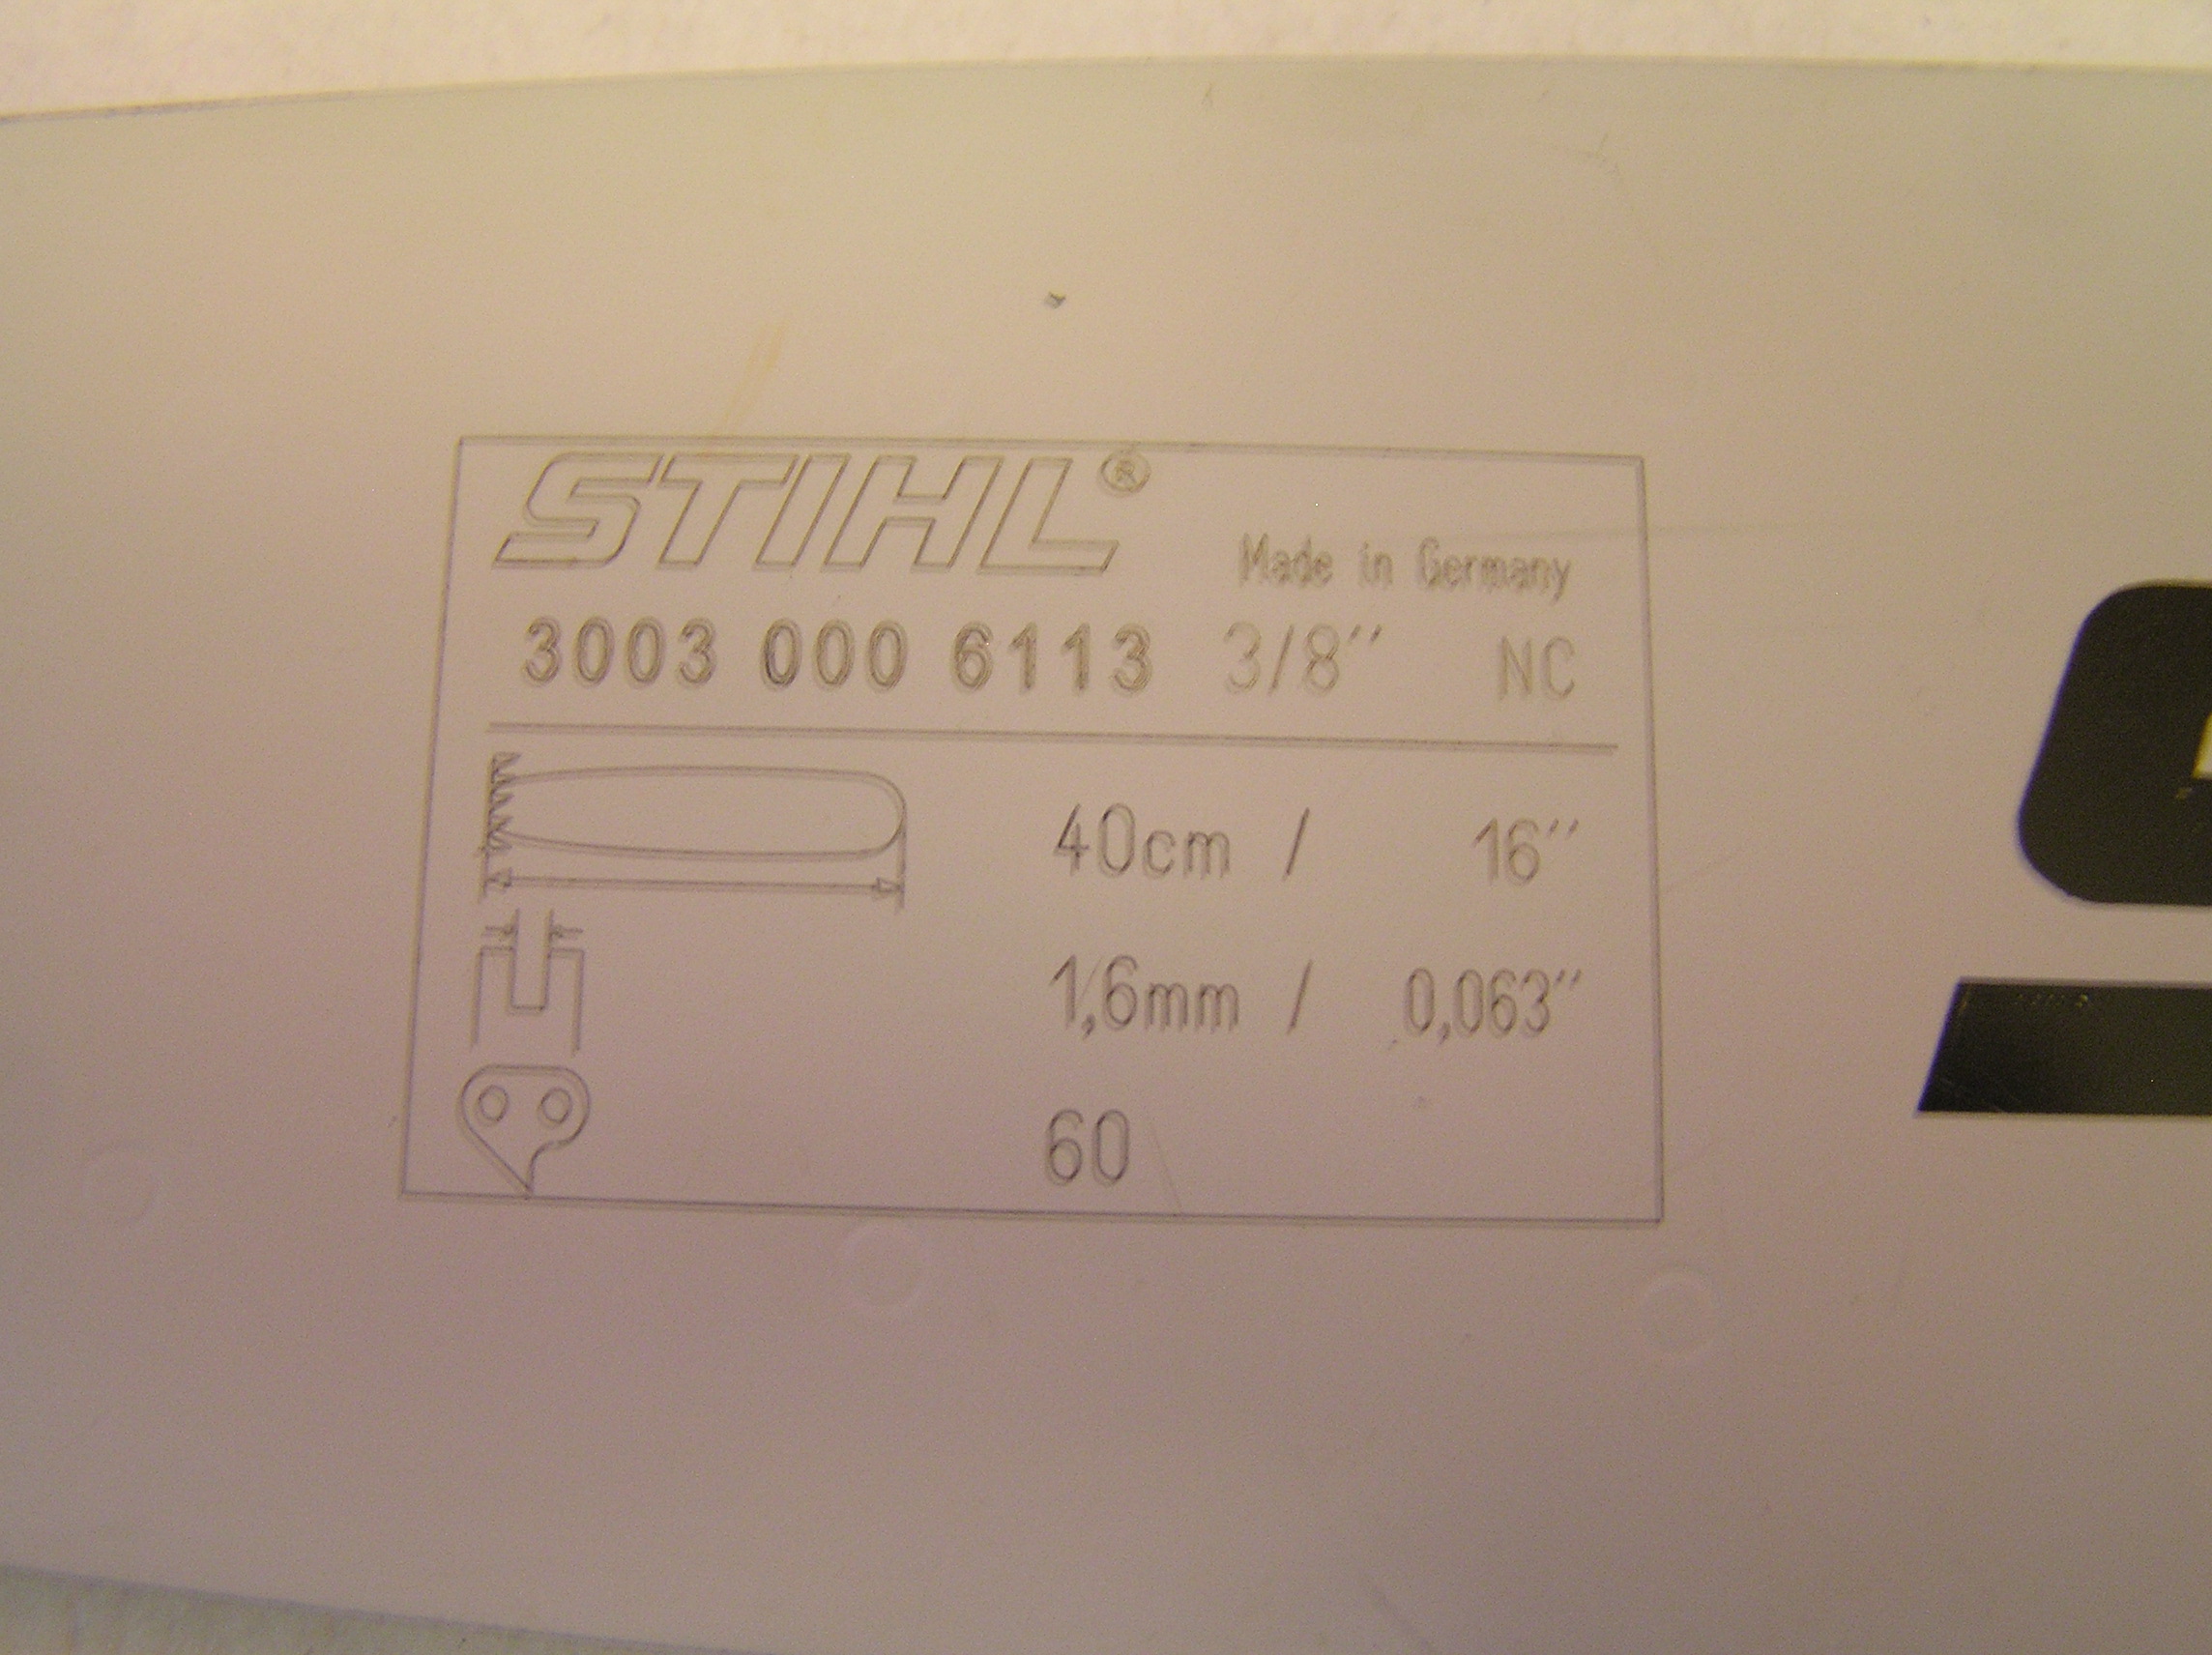 STIHL®
Made in Germany
3003 000 6113 3/8″ NC
40cm / 16″
1,6mm / 0,063″
60